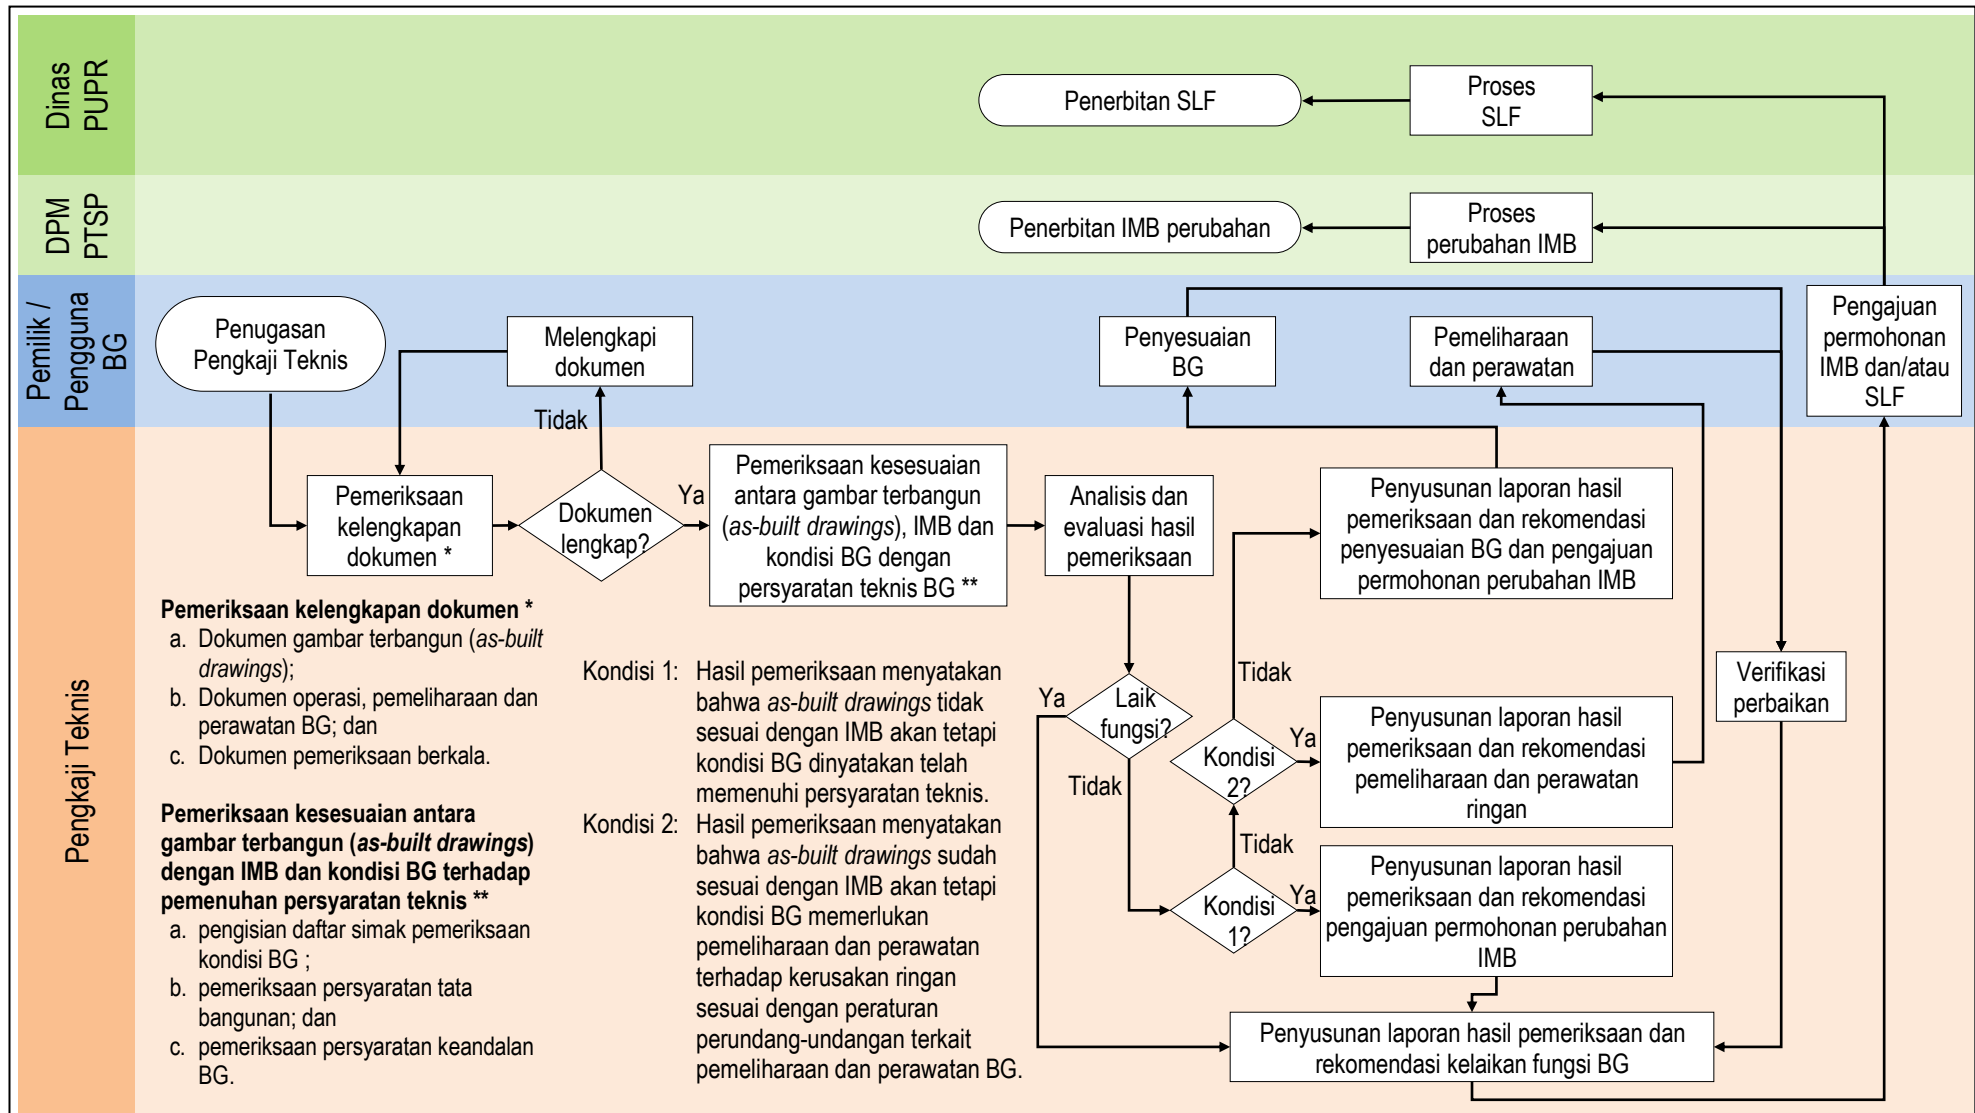 Dinas
PUPR
Penerbitan SLF
Proses
SLF
DPM
PTSP
Penerbitan IMB perubahan
Proses
perubahan IMB
Pemilik /
Pengguna
BG
Penugasan
Pengkaji Teknis
Melengkapi
dokumen
Tidak
Penyesuaian
BG
Pemeliharaan
dan perawatan
Pengajuan
permohonan
IMB dan/atau
SLF
Pengkaji Teknis
Pemeriksaan
kelengkapan
dokumen *
Dokumen
lengkap?
Ya
Pemeriksaan kesesuaian
antara gambar terbangun
(as-built drawings), IMB dan
kondisi BG dengan
persyaratan teknis BG **
Analisis dan
evaluasi hasil
pemeriksaan
Penyusunan laporan hasil
pemeriksaan dan rekomendasi
penyesuaian BG dan pengajuan
permohonan perubahan IMB
Pemeriksaan kelengkapan dokumen *
a. Dokumen gambar terbangun (as-built
drawings);
b. Dokumen operasi, pemeliharaan dan
perawatan BG; dan
c. Dokumen pemeriksaan berkala.
Pemeriksaan kesesuaian antara
gambar terbangun (as-built drawings)
dengan IMB dan kondisi BG terhadap
pemenuhan persyaratan teknis **
a. pengisian daftar simak pemeriksaan
kondisi BG ;
b. pemeriksaan persyaratan tata
bangunan; dan
c. pemeriksaan persyaratan keandalan
BG.
Kondisi 1: Hasil pemeriksaan menyatakan
bahwa as-built drawings tidak
sesuai dengan IMB akan tetapi
kondisi BG dinyatakan telah
memenuhi persyaratan teknis.
Kondisi 2: Hasil pemeriksaan menyatakan
bahwa as-built drawings sudah
sesuai dengan IMB akan tetapi
kondisi BG memerlukan
pemeliharaan dan perawatan
terhadap kerusakan ringan
sesuai dengan peraturan
perundang-undangan terkait
pemeliharaan dan perawatan BG.
Ya
Laik
fungsi?
Tidak
Tidak
Kondisi
2?
Ya
Penyusunan laporan hasil
pemeriksaan dan rekomendasi
pemeliharaan dan perawatan
ringan
Verifikasi
perbaikan
Tidak
Kondisi
1?
Ya
Penyusunan laporan hasil
pemeriksaan dan rekomendasi
pengajuan permohonan perubahan
IMB
Penyusunan laporan hasil pemeriksaan dan
rekomendasi kelaikan fungsi BG